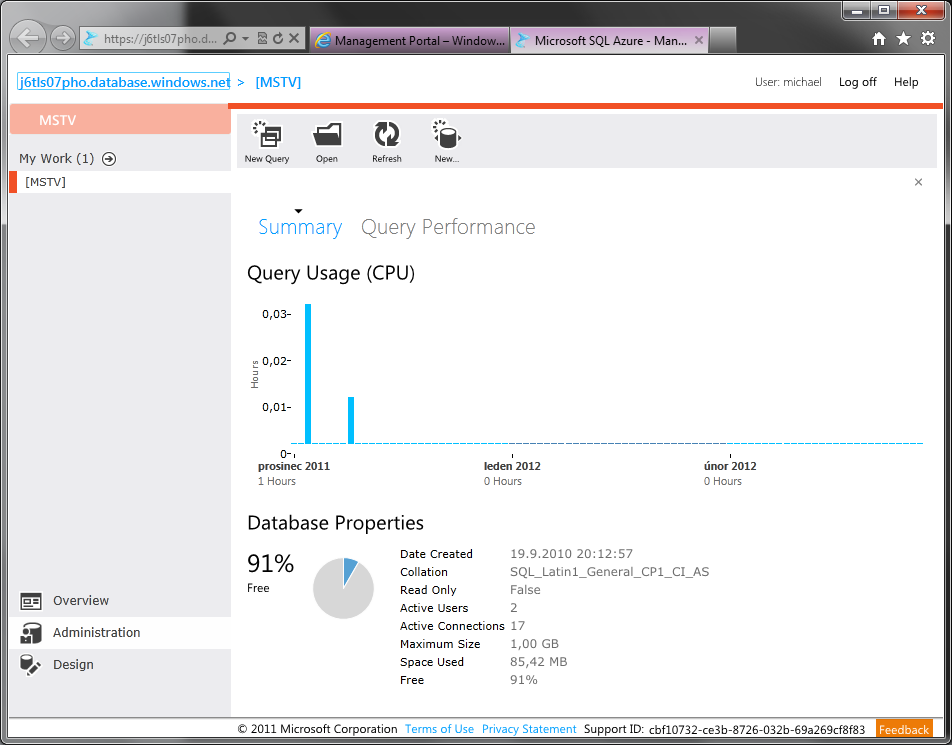 https://j6tls07pho.d...
Management Portal – Window...
Microsoft SQL Azure - Man...
j6tls07pho.database.windows.net > [MSTV]
User: michael Log off Help
MSTV
My Work (1)
[MSTV]
New Query Open Refresh New...
Summary Query Performance
Query Usage (CPU)
Hours
0,03
0,02
0,01
0
prosinec 2011 leden 2012 únor 2012
1 Hours 0 Hours 0 Hours
Database Properties
91%
Free
Date Created 19.9.2010 20:12:57
Collation SQL_Latin1_General_CP1_CI_AS
Read Only False
Active Users 2
Active Connections 17
Maximum Size 1,00 GB
Space Used 85,42 MB
Free 91%
Overview
Administration
Design
© 2011 Microsoft Corporation Terms of Use Privacy Statement Support ID: cbf10732-ce3b-8726-032b-69a269cf8f83 Feedback